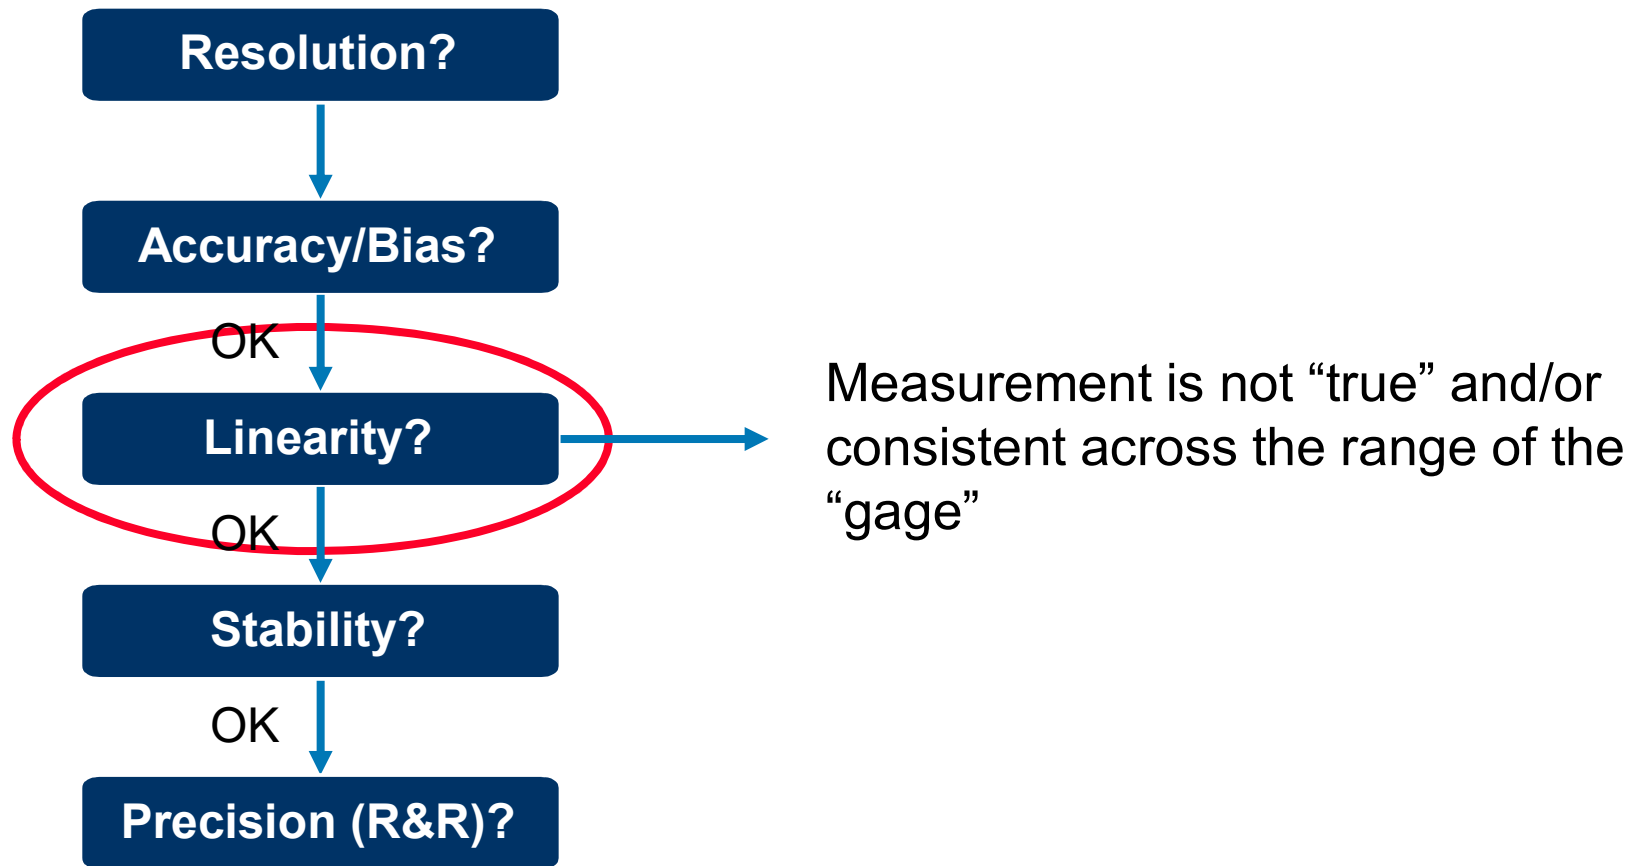 Resolution?
Accuracy/Bias?
OK
Linearity?
Measurement is not “true” and/or
consistent across the range of the
“gage”
OK
Stability?
OK
Precision (R&R)?